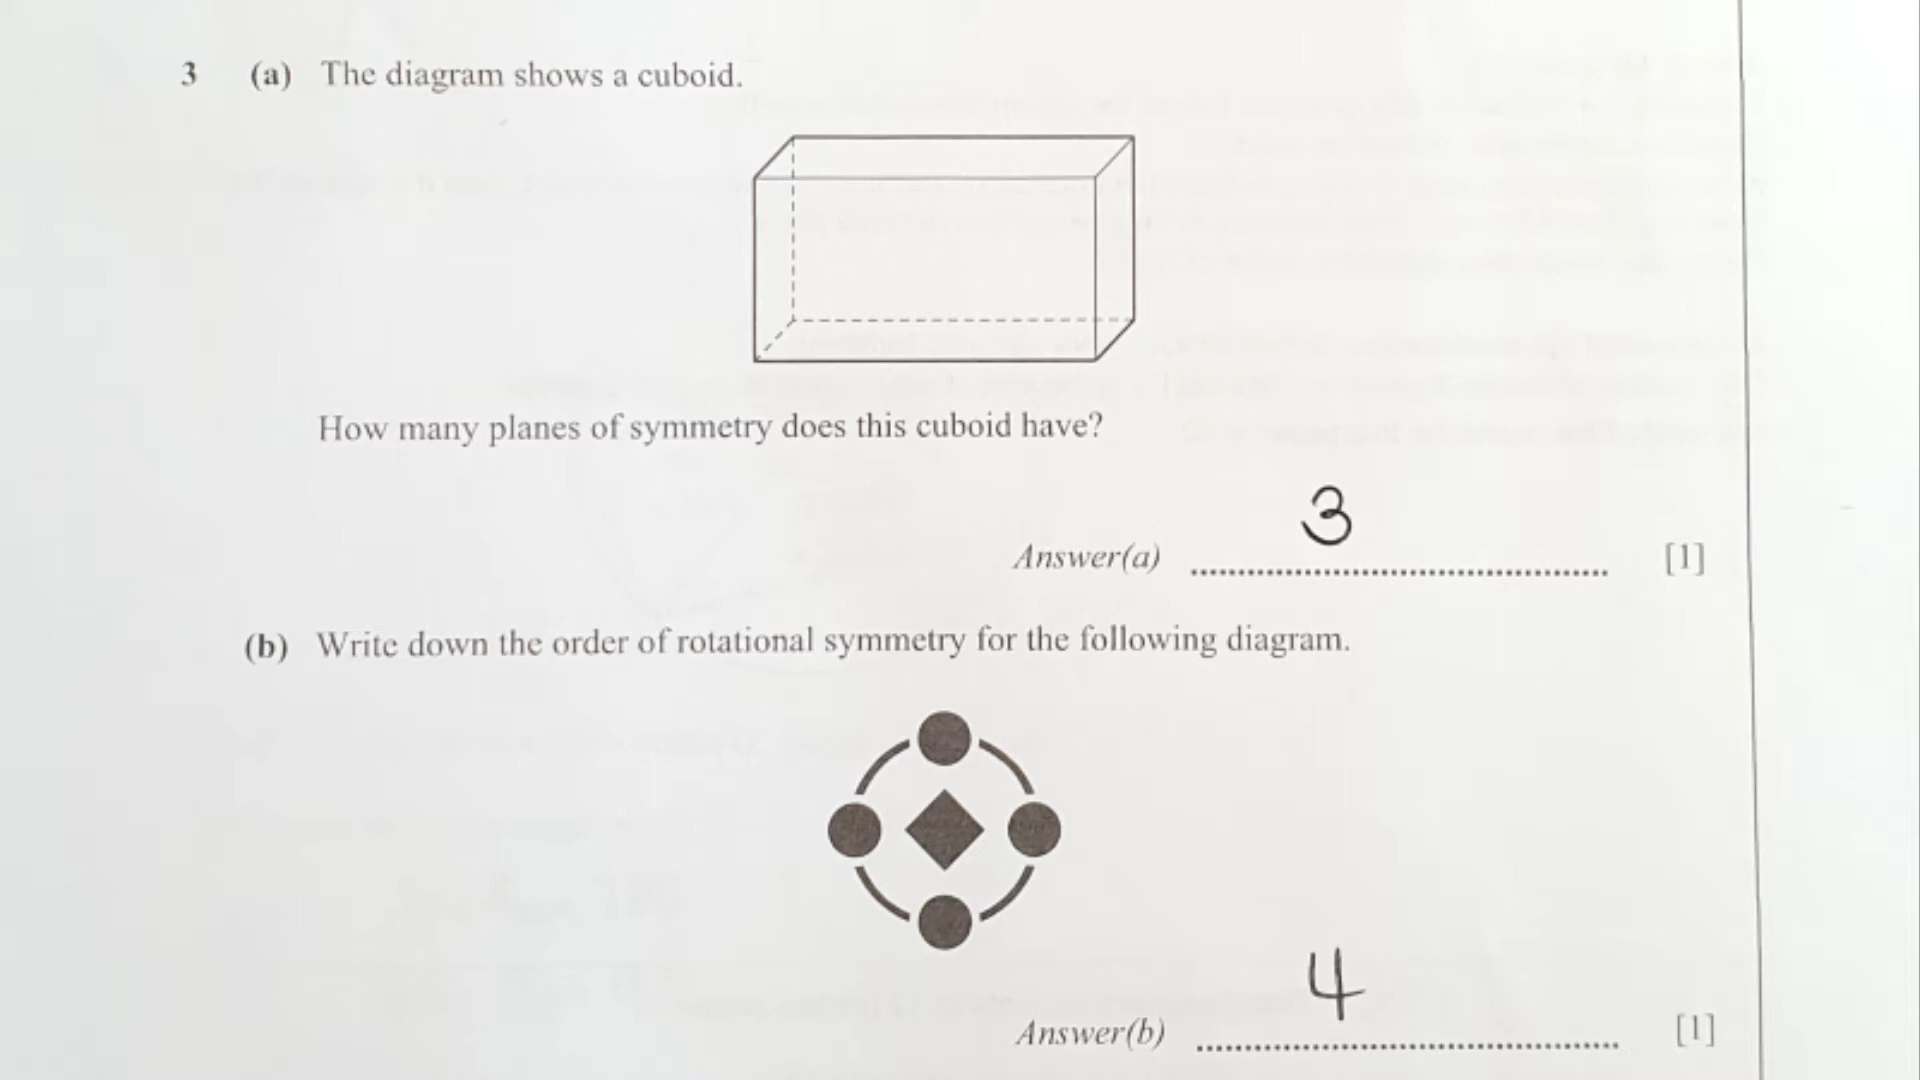 3 (a) The diagram shows a cuboid.
How many planes of symmetry does this cuboid have?
3
Answer(a) ........................................ [1]
(b) Write down the order of rotational symmetry for the following diagram.
4
Answer(b) ........................................ [1]